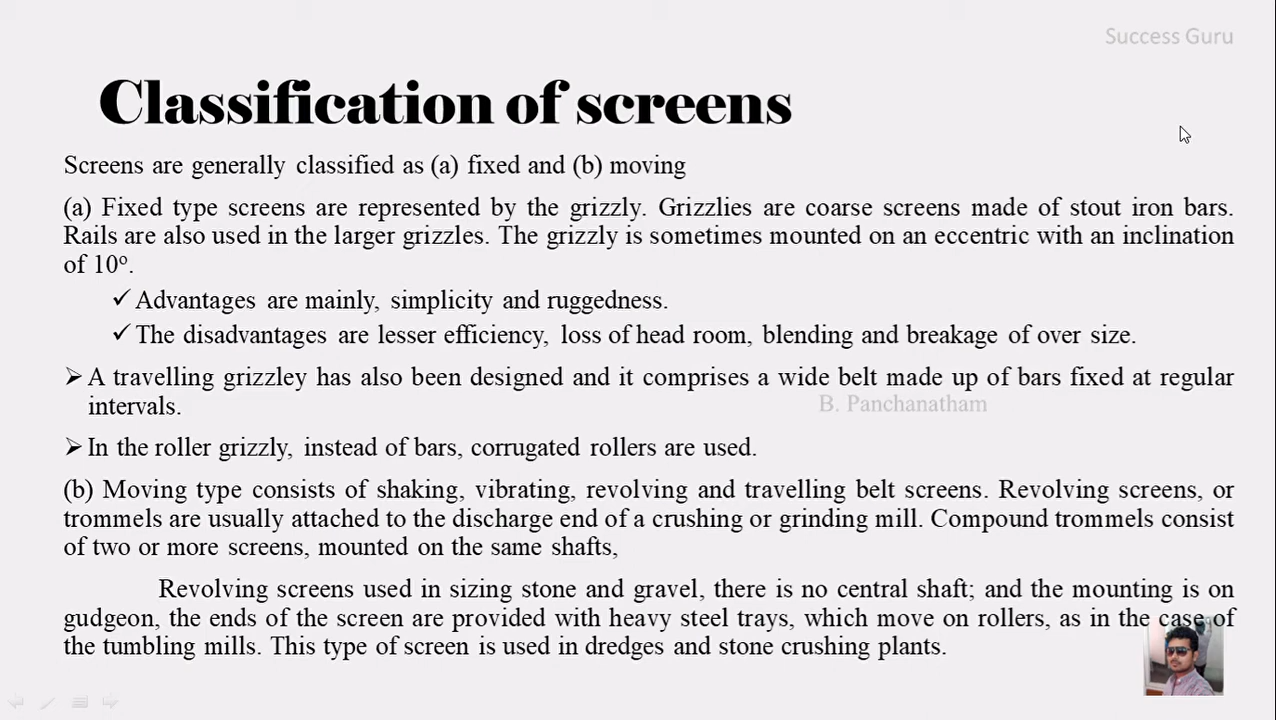 Success Guru
Classification of screens
Screens are generally classified as (a) fixed and (b) moving
(a) Fixed type screens are represented by the grizzly. Grizzlies are coarse screens made of stout iron bars.
Rails are also used in the larger grizzles. The grizzly is sometimes mounted on an eccentric with an inclination
of 10º.
✓ Advantages are mainly, simplicity and ruggedness.
✓ The disadvantages are lesser efficiency, loss of head room, blending and breakage of over size.
➢ A travelling grizzley has also been designed and it comprises a wide belt made up of bars fixed at regular
intervals.
B. Panchanatham
➢ In the roller grizzly, instead of bars, corrugated rollers are used.
(b) Moving type consists of shaking, vibrating, revolving and travelling belt screens. Revolving screens, or
trommels are usually attached to the discharge end of a crushing or grinding mill. Compound trommels consist
of two or more screens, mounted on the same shafts,
Revolving screens used in sizing stone and gravel, there is no central shaft; and the mounting is on
gudgeon, the ends of the screen are provided with heavy steel trays, which move on rollers, as in the case of
the tumbling mills. This type of screen is used in dredges and stone crushing plants.